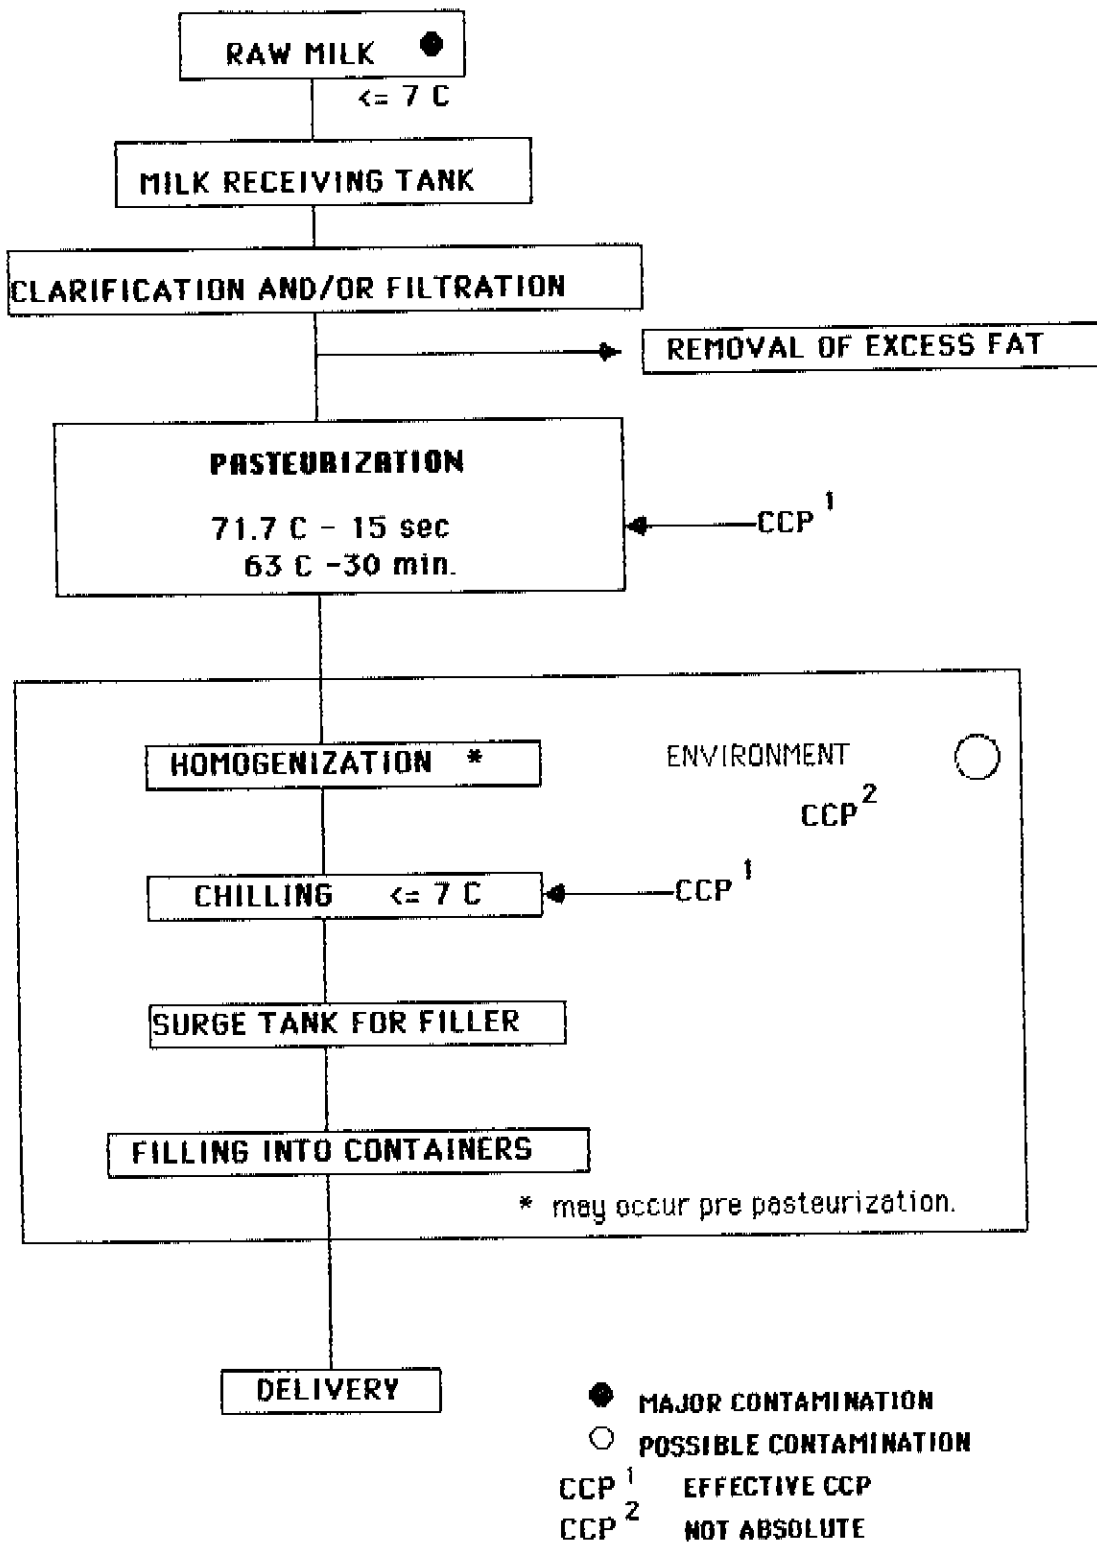 RAW MILK
<= 7 C
MILK RECEIVING TANK
CLARIFICATION AND/OR FILTRATION
REMOVAL OF EXCESS FAT
PASTEURIZATION
71.7 C - 15 sec
63 C -30 min.
CCP 1
HOMOGENIZATION *
ENVIRONMENT
CCP 2
CHILLING <= 7 C
CCP 1
SURGE TANK FOR FILLER
FILLING INTO CONTAINERS
* may occur pre pasteurization.
DELIVERY
MAJOR CONTAMINATION
POSSIBLE CONTAMINATION
CCP 1 EFFECTIVE CCP
CCP 2 NOT ABSOLUTE